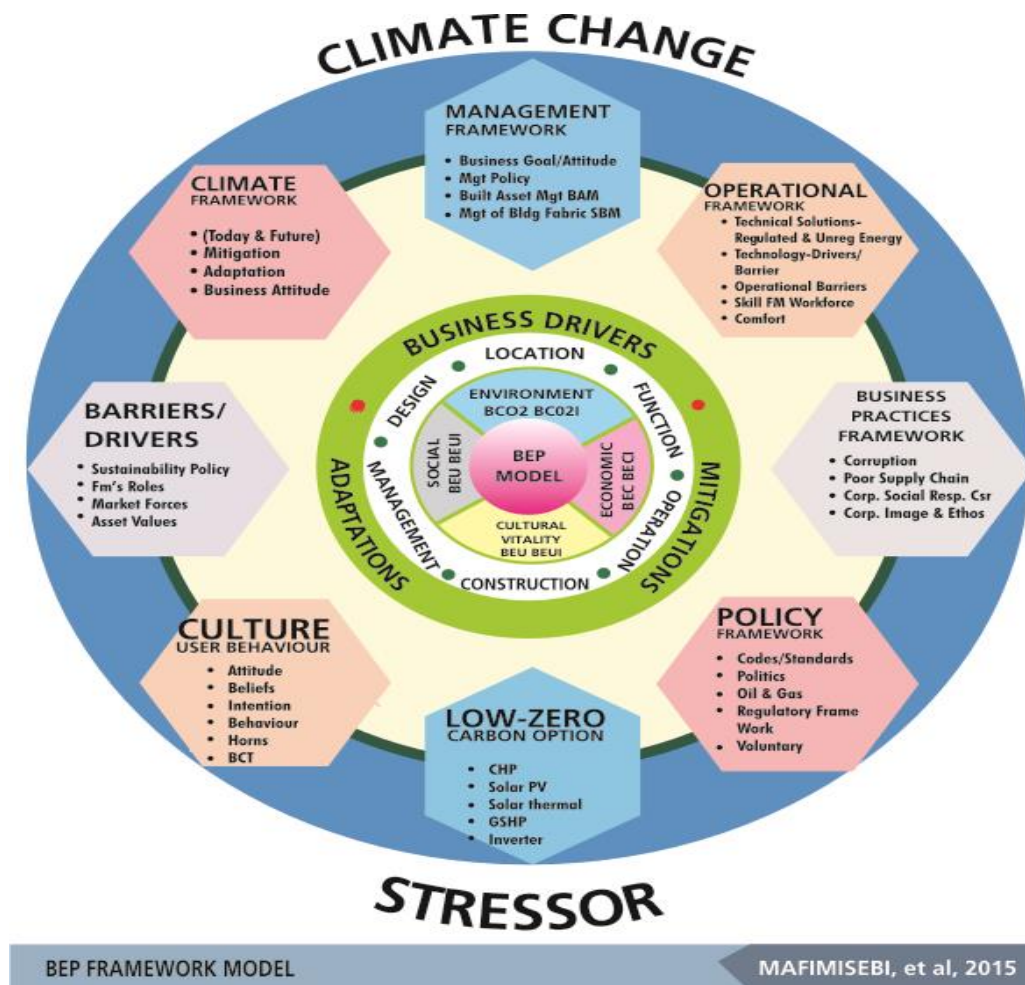 CLIMATE CHANGE
MANAGEMENT
FRAMEWORK
• Business Goal/Attitude
• Mgt Policy
• Built Asset Mgt BAM
• Mgt of Bldg Fabric SBM
CLIMATE
FRAMEWORK
• (Today & Future)
• Mitigation
• Adaptation
• Business Attitude
OPERATIONAL
FRAMEWORK
• Technical Solutions-
Regulated & Unreg Energy
• Technology-Drivers/
Barrier
• Operational Barriers
• Skill FM Workforce
• Comfort
BARRIERS/
DRIVERS
• Sustainability Policy
• Fm's Roles
• Market Forces
• Asset Values
BUSINESS DRIVERS
ADAPTATIONS
MITIGATIONS
LOCATION
DESIGN
FUNCTION
MANAGEMENT
OPERATION
CONSTRUCTION
ENVIRONMENT
BCO2 BC02I
SOCIAL
BEU BEUI
BEP
MODEL
ECONOMIC
BEC BECI
CULTURAL
VITALITY
BEU BEUI
BUSINESS
PRACTICES
FRAMEWORK
• Corruption
• Poor Supply Chain
• Corp. Social Resp. Csr
• Corp. Image & Ethos
CULTURE
USER BEHAVIOUR
• Attitude
• Beliefs
• Intention
• Behaviour
• Horns
• BCT
LOW-ZERO
CARBON OPTION
• CHP
• Solar PV
• Solar thermal
• GSHP
• Inverter
POLICY
FRAMEWORK
• Codes/Standards
• Politics
• Oil & Gas
• Regulatory Frame
Work
• Voluntary
STRESSOR
BEP FRAMEWORK MODEL
MAFIMISEBI, et al, 2015